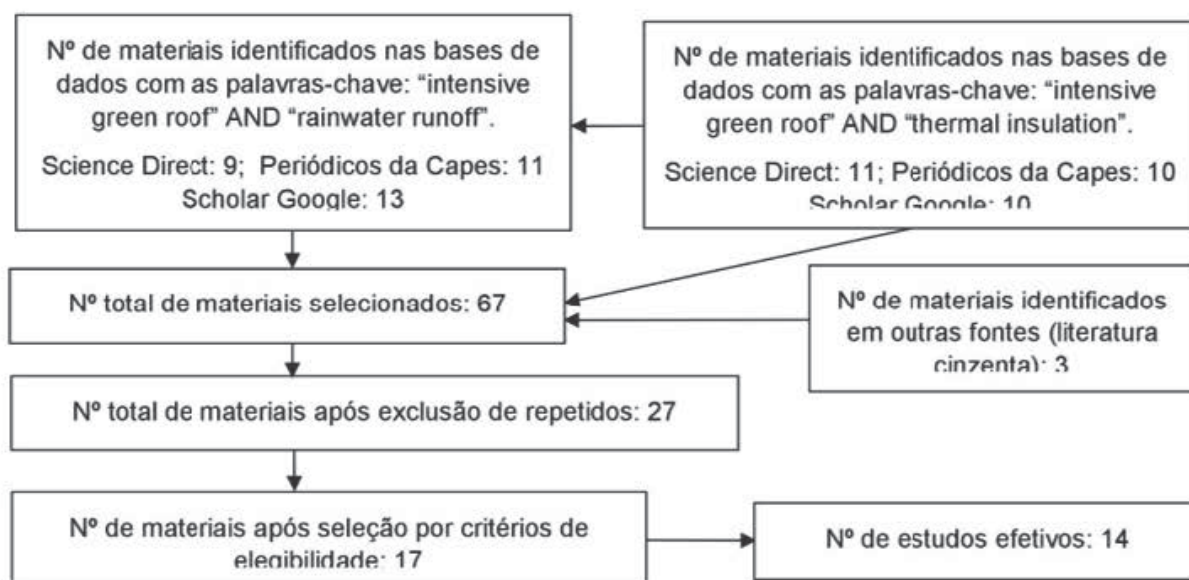 Nº de materiais identificados nas bases de
dados com as palavras-chave: “intensive
green roof” AND “rainwater runoff”.
Science Direct: 9; Periódicos da Capes: 11
Scholar Google: 13
Nº de materiais identificados nas bases de
dados com as palavras-chave: “intensive
green roof” AND “thermal insulation”.
Science Direct: 11; Periódicos da Capes: 10
Scholar Google: 10
Nº total de materiais selecionados: 67
Nº de materiais identificados
em outras fontes (literatura
cinzenta): 3
Nº total de materiais após exclusão de repetidos: 27
Nº de materiais após seleção por critérios de
elegibilidade: 17
Nº de estudos efetivos: 14